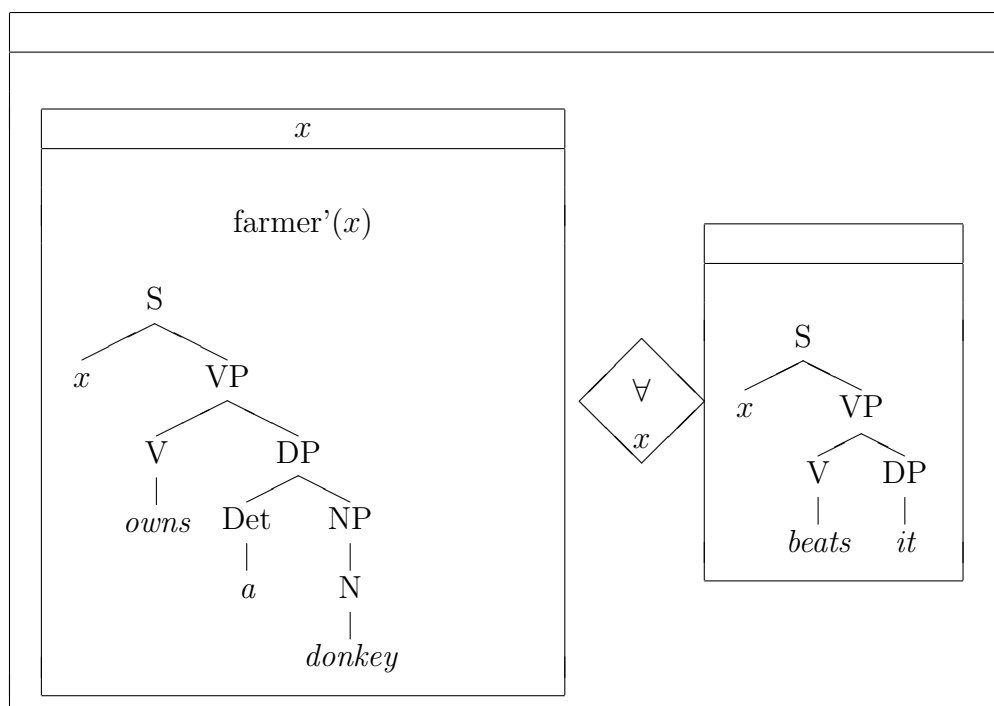 x
farmer’(x)
S
x VP
V DP
owns Det NP
a N
donkey
∀
x
S
x VP
V DP
beats it